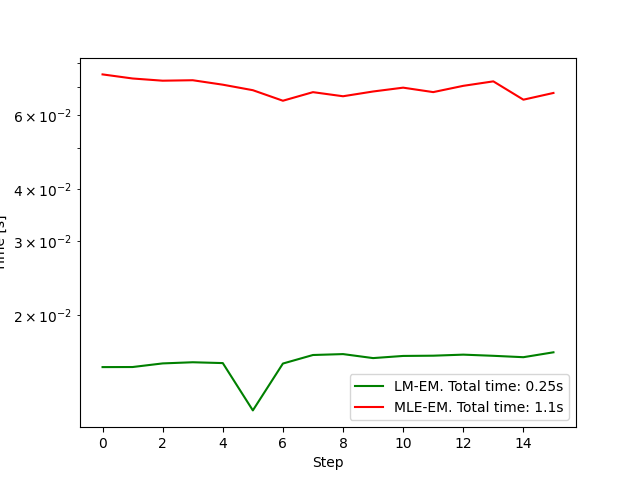 6 × 10⁻²
4 × 10⁻²
3 × 10⁻²
2 × 10⁻²
LM-EM. Total time: 0.25s
MLE-EM. Total time: 1.1s
0 2 4 6 8 10 12 14
Step